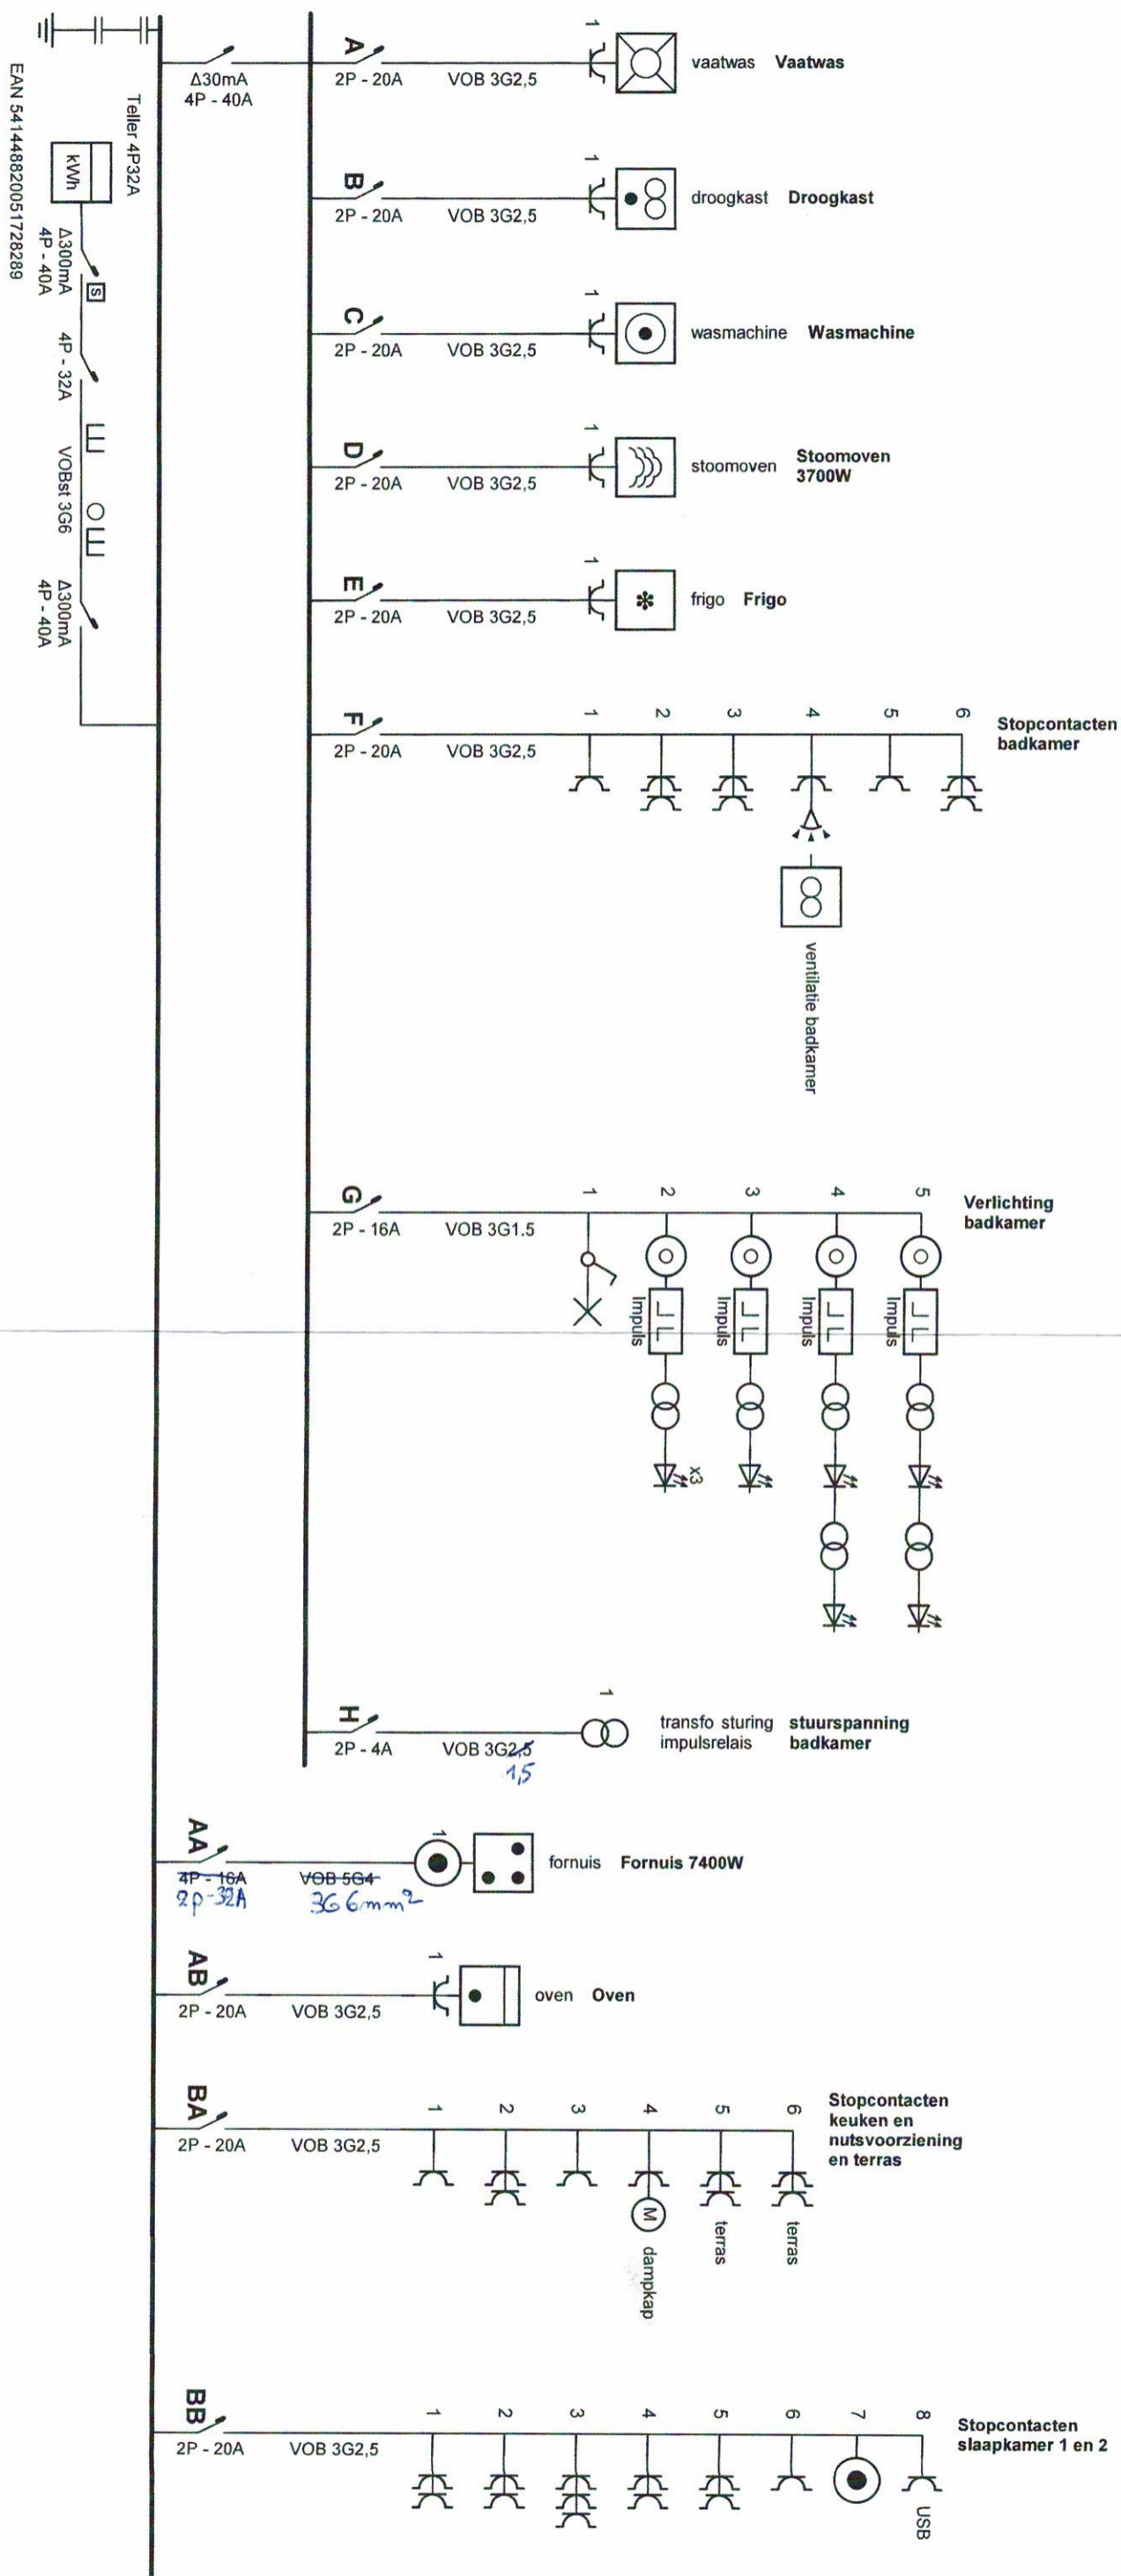 EAN 541448820051728289
Teller 4P32A
kWh
Δ300mA
4P - 40A
S
4P - 32A
VOBst 3G6
Δ300mA
4P - 40A
Δ30mA
4P - 40A
A
2P - 20A
VOB 3G2,5
1
vaatwas Vaatwas
B
2P - 20A
VOB 3G2,5
1
droogkast Droogkast
C
2P - 20A
VOB 3G2,5
1
wasmachine Wasmachine
D
2P - 20A
VOB 3G2,5
1
stoomoven Stoomoven
3700W
E
2P - 20A
VOB 3G2,5
1
frigo Frigo
F
2P - 20A
VOB 3G2,5
1 2 3 4 5 6
Stopcontacten
badkamer
ventilatie badkamer
G
2P - 16A
VOB 3G1.5
1 2 3 4 5
Verlichting
badkamer
Impuls
Impuls
Impuls
Impuls
x3
H
2P - 4A
VOB 3G2,5
1,5
1
transfo sturing
impulsrelais
stuurspanning
badkamer
AA
4P - 16A
2p-32A
VOB 5G4
3G 6mm²
1
fornuis Fornuis 7400W
AB
2P - 20A
VOB 3G2,5
1
oven Oven
BA
2P - 20A
VOB 3G2,5
1 2 3 4 5 6
Stopcontacten
keuken en
nutsvoorziening
en terras
M
dampkap
terras
terras
BB
2P - 20A
VOB 3G2,5
1 2 3 4 5 6 7 8
Stopcontacten
slaapkamer 1 en 2
USB